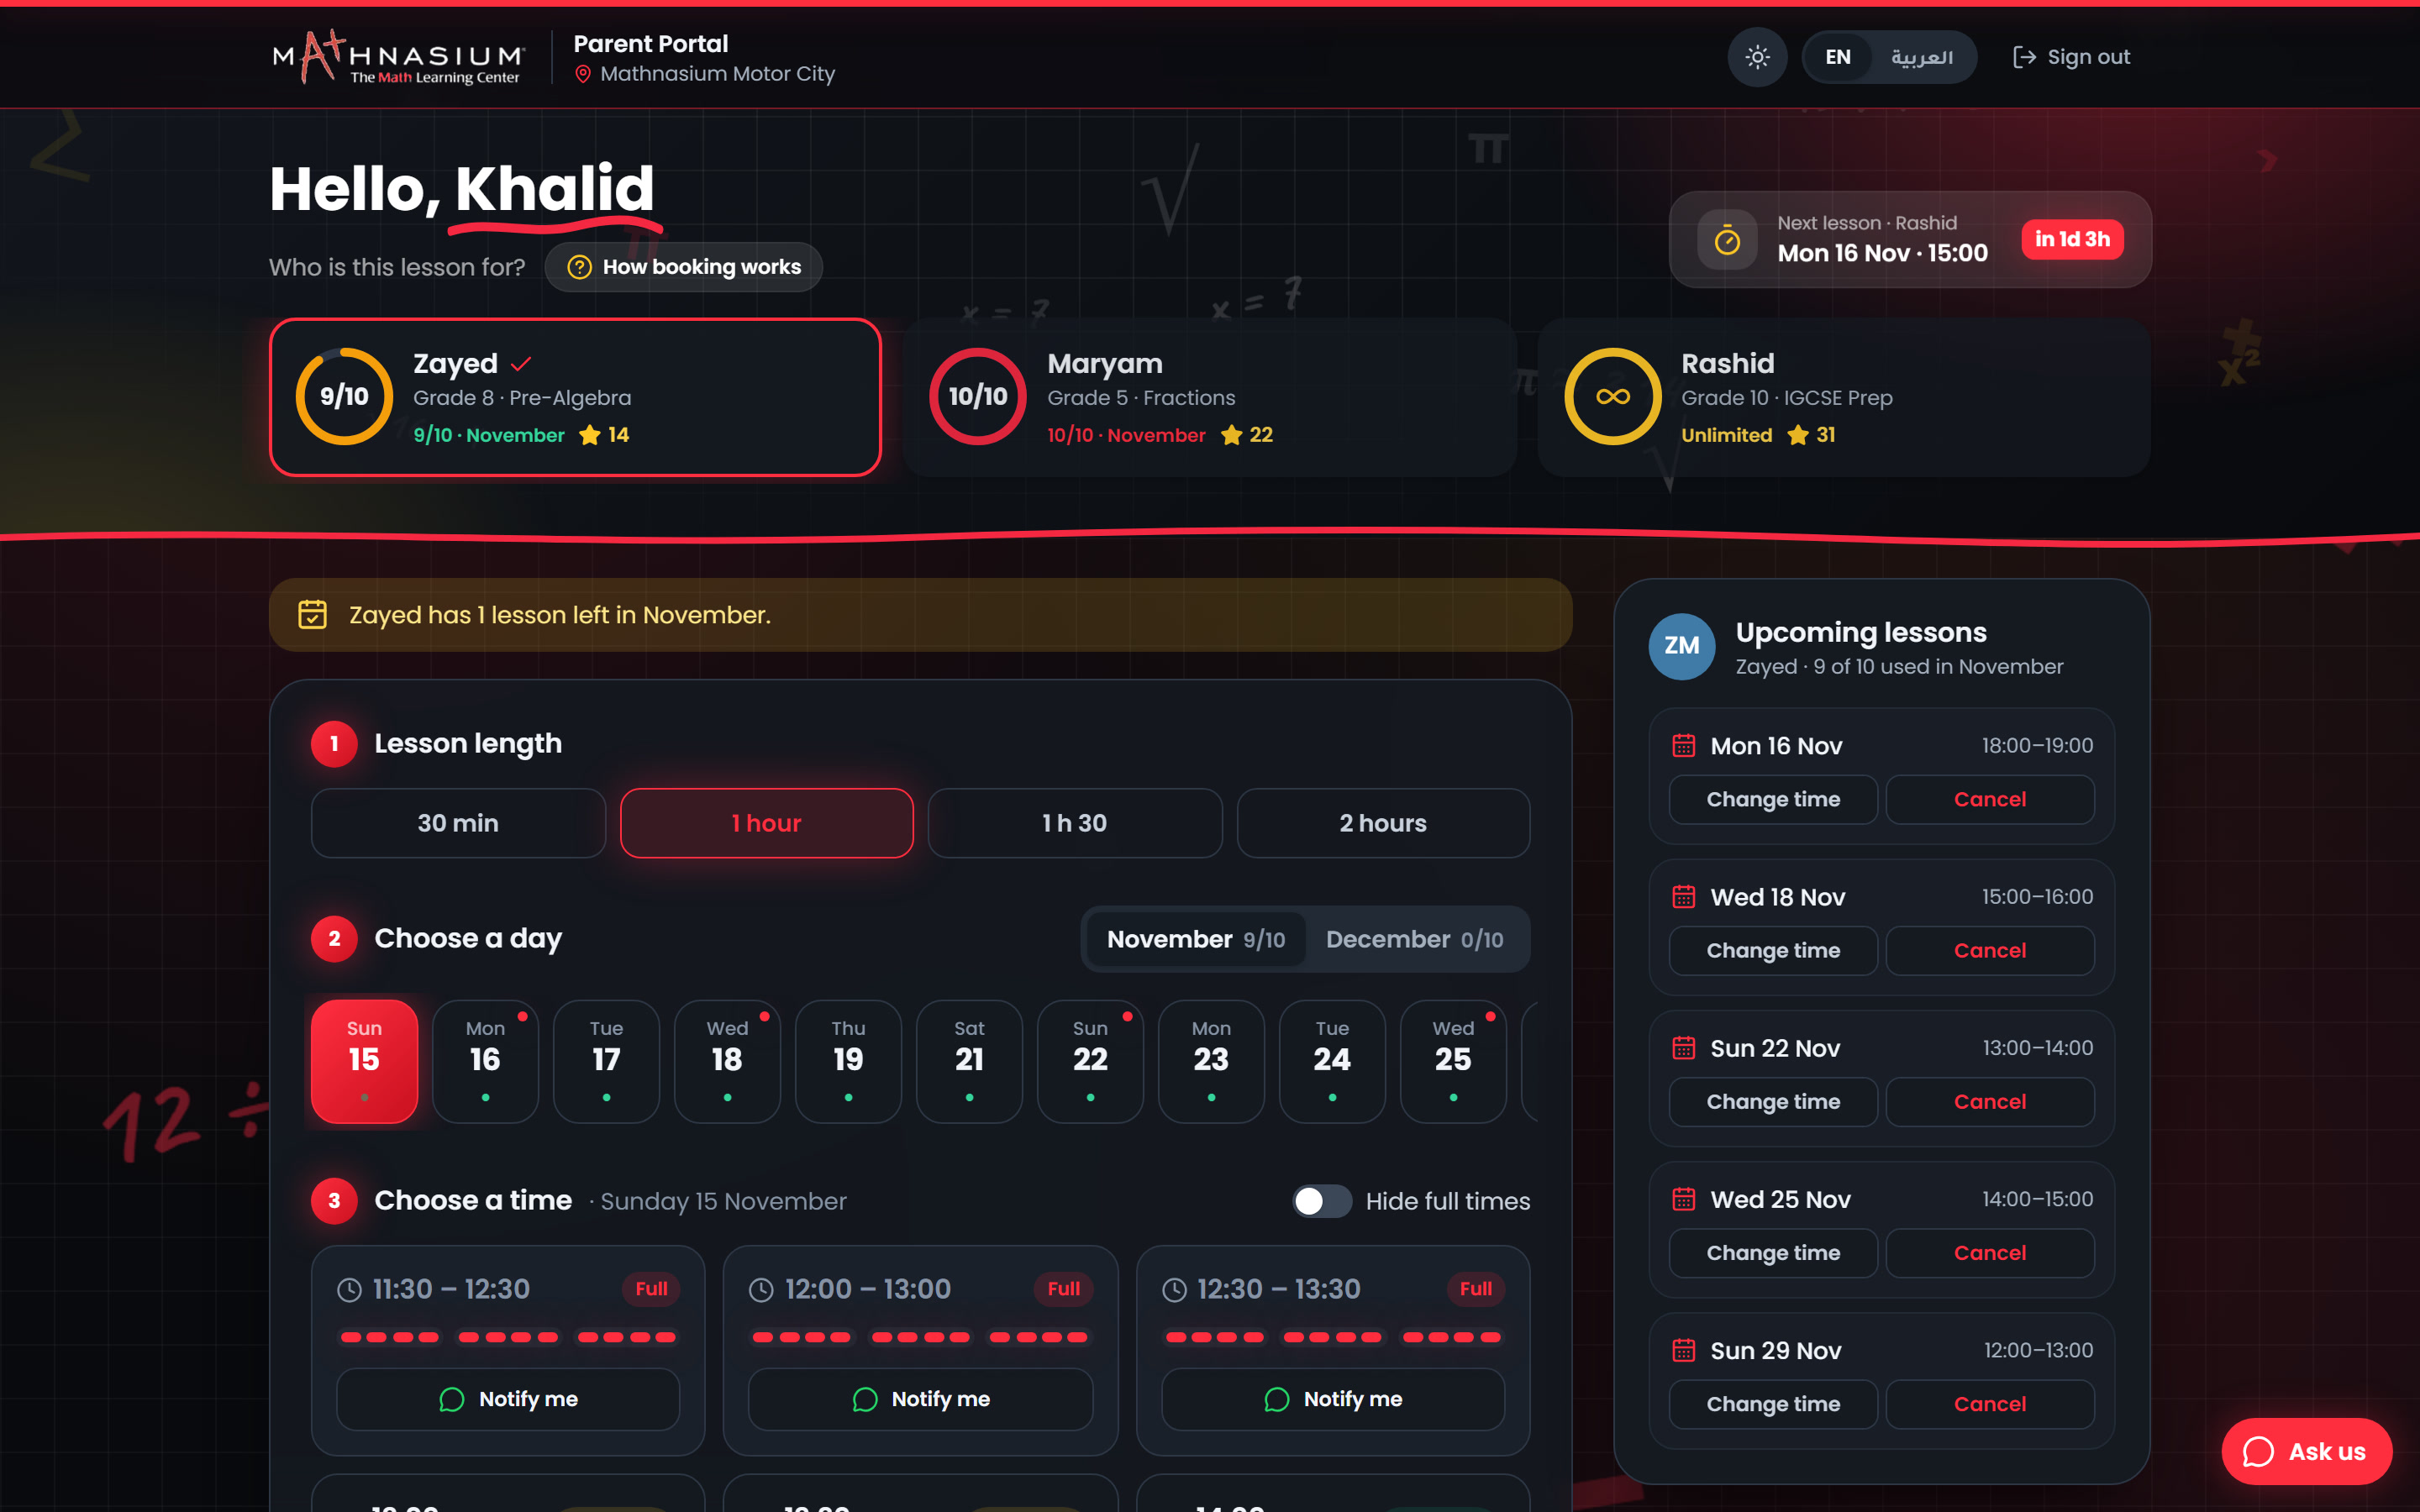 MATHNASIUM
The Math Learning Center
Parent Portal
Mathnasium Motor City
EN
العربية
Sign out
Hello, Khalid
Who is this lesson for?
How booking works
Next lesson · Rashid
Mon 16 Nov · 15:00
in 1d 3h
√
π
x = 7
x = 7
9/10
Zayed
Grade 8 · Pre-Algebra
9/10 · November
14
10/10
Maryam
Grade 5 · Fractions
10/10 · November
22
∞
Rashid
Grade 10 · IGCSE Prep
Unlimited
31
x²
Zayed has 1 lesson left in November.
1
Lesson length
30 min
1 hour
1 h 30
2 hours
2
Choose a day
November 9/10
December 0/10
Sun 15
Mon 16
Tue 17
Wed 18
Thu 19
Sat 21
Sun 22
Mon 23
Tue 24
Wed 25
12 ÷
3
Choose a time · Sunday 15 November
Hide full times
11:30 – 12:30
Full
Notify me
12:00 – 13:00
Full
Notify me
12:30 – 13:30
Full
Notify me
ZM
Upcoming lessons
Zayed · 9 of 10 used in November
Mon 16 Nov
18:00–19:00
Change time
Cancel
Wed 18 Nov
15:00–16:00
Change time
Cancel
Sun 22 Nov
13:00–14:00
Change time
Cancel
Wed 25 Nov
14:00–15:00
Change time
Cancel
Sun 29 Nov
12:00–13:00
Change time
Cancel
Ask us